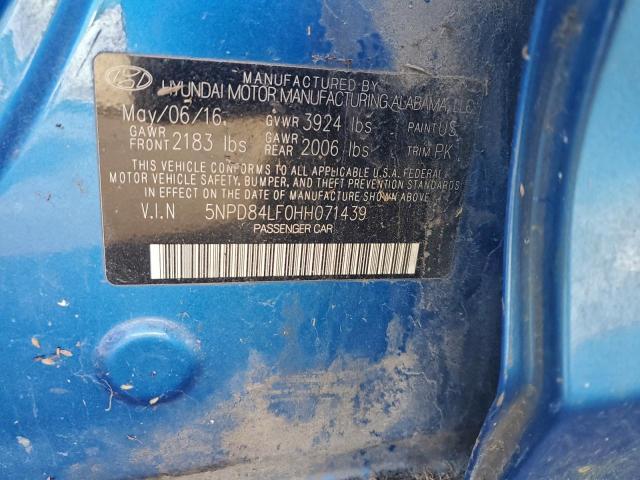 MANUFACTURED BY
HYUNDAI MOTOR MANUFACTURING ALABAMA, LLC
May/06/16 GVWR 3924 lbs PAINT US
GAWR FRONT 2183 lbs GAWR REAR 2006 lbs TRIM PK
THIS VEHICLE CONFORMS TO ALL APPLICABLE U.S.A. FEDERAL
MOTOR VEHICLE SAFETY, BUMPER, AND THEFT PREVENTION STANDARDS
IN EFFECT ON THE DATE OF MANUFACTURE SHOWN ABOVE.
V.I.N 5NPD84LF0HH071439
PASSENGER CAR